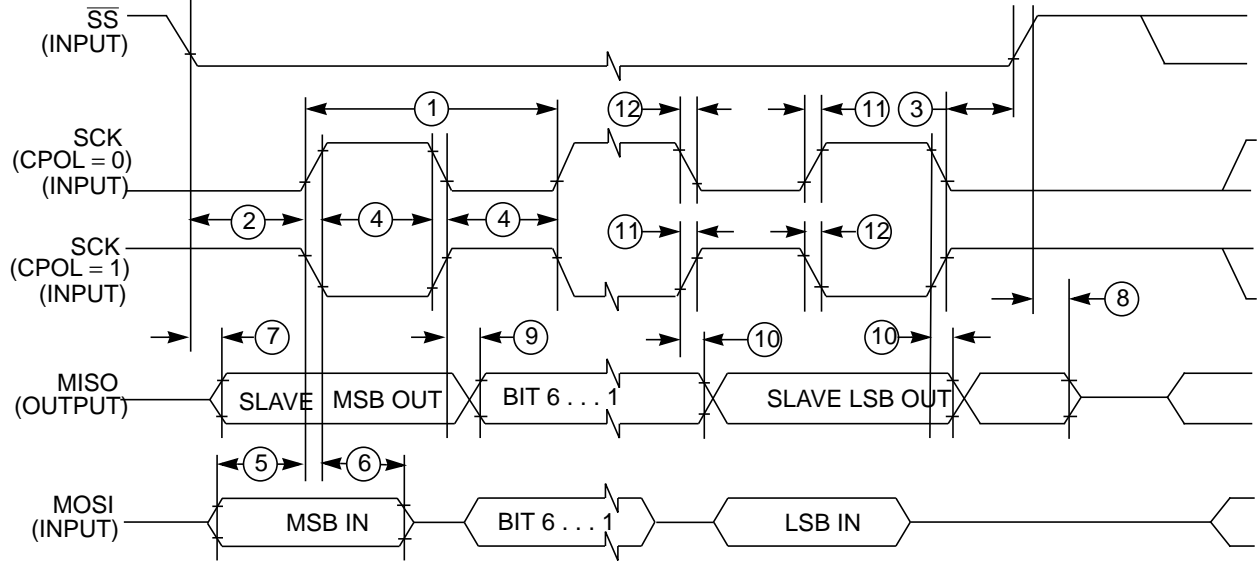 SS
(INPUT)
1
12
11
3
SCK
(CPOL = 0)
(INPUT)
2
4
4
SCK
(CPOL = 1)
(INPUT)
11
12
8
7
9
10
10
MISO
(OUTPUT)
SLAVE MSB OUT
BIT 6 . . . 1
SLAVE LSB OUT
5
6
MOSI
(INPUT)
MSB IN
BIT 6 . . . 1
LSB IN